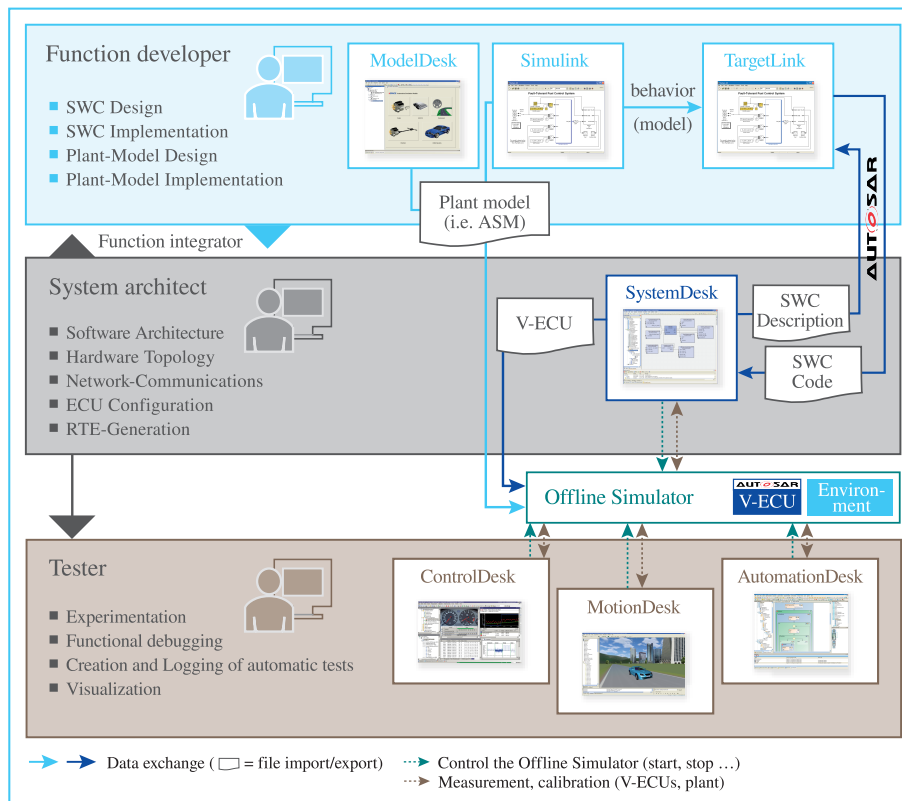 Function developer
SWC Design
SWC Implementation
Plant-Model Design
Plant-Model Implementation
ModelDesk
Simulink
behavior
(model)
TargetLink
Plant model
(i.e. ASM)
AUTOSAR
Function integrator
System architect
Software Architecture
Hardware Topology
Network-Communications
ECU Configuration
RTE-Generation
V-ECU
SystemDesk
SWC
Description
SWC
Code
Offline Simulator
AUTOSAR
V-ECU
Environ-
ment
Tester
Experimentation
Functional debugging
Creation and Logging of automatic tests
Visualization
ControlDesk
MotionDesk
AutomationDesk
Data exchange ( = file import/export)
Control the Offline Simulator (start, stop ...)
Measurement, calibration (V-ECUs, plant)